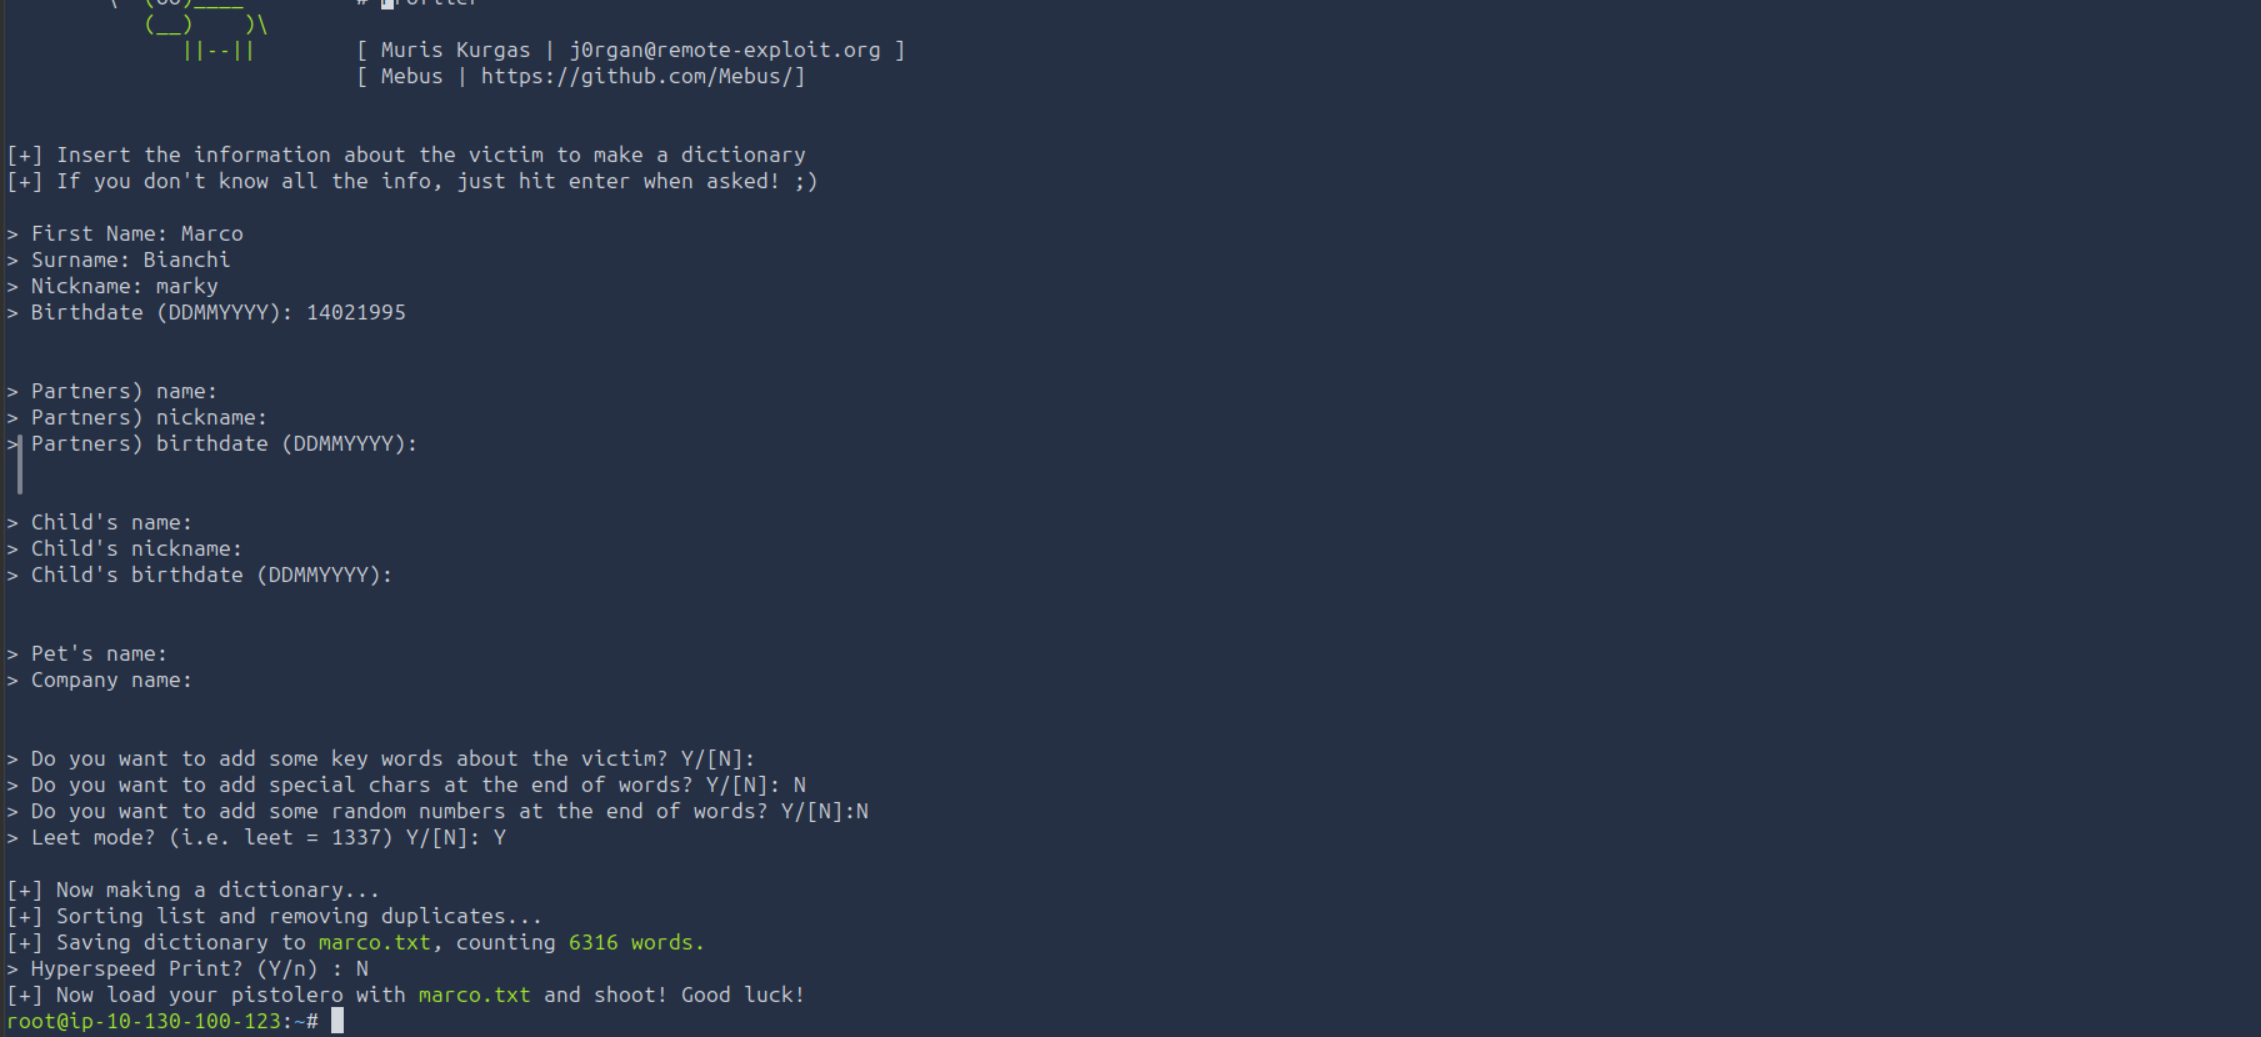 \  (oo)____         #
(__)    )\
||--||        [ Muris Kurgas | j0rgan@remote-exploit.org ]
[ Mebus | https://github.com/Mebus/]
[+] Insert the information about the victim to make a dictionary
[+] If you don't know all the info, just hit enter when asked! ;)
> First Name: Marco
> Surname: Bianchi
> Nickname: marky
> Birthdate (DDMMYYYY): 14021995
> Partners) name:
> Partners) nickname:
> Partners) birthdate (DDMMYYYY):
> Child's name:
> Child's nickname:
> Child's birthdate (DDMMYYYY):
> Pet's name:
> Company name:
> Do you want to add some key words about the victim? Y/[N]:
> Do you want to add special chars at the end of words? Y/[N]: N
> Do you want to add some random numbers at the end of words? Y/[N]:N
> Leet mode? (i.e. leet = 1337) Y/[N]: Y
[+] Now making a dictionary...
[+] Sorting list and removing duplicates...
[+] Saving dictionary to marco.txt, counting 6316 words.
> Hyperspeed Print? (Y/n) : N
[+] Now load your pistolero with marco.txt and shoot! Good luck!
root@ip-10-130-100-123:~#